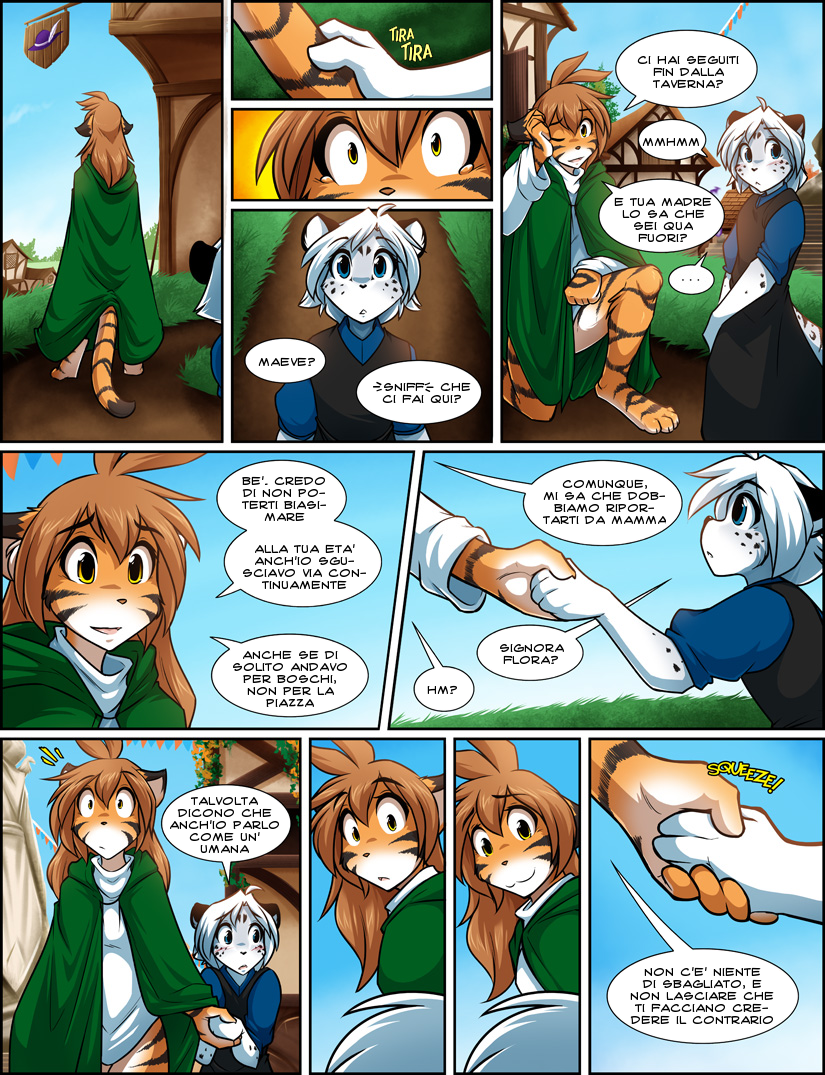 TIRA
TIRA
MAEVE?
SNIFF CHE
CI FAI QUI?
CI HAI SEGUITI
FIN DALLA
TAVERNA?
MMHMM
E TUA MADRE
LO SA CHE
SEI QUA
FUORI?
...
BE'. CREDO
DI NON PO-
TERTI BIASI-
MARE
ALLA TUA ETA'
ANCH'IO SGU-
SCIAVO VIA CON-
TINUAMENTE
ANCHE SE DI
SOLITO ANDAVO
PER BOSCHI,
NON PER LA
PIAZZA
COMUNQUE,
MI SA CHE DOB-
BIAMO RIPOR-
TARTI DA MAMMA
SIGNORA
FLORA?
HM?
TALVOLTA
DICONO CHE
ANCH'IO PARLO
COME UN'
UMANA
SQUEEZE!
NON C'E' NIENTE
DI SBAGLIATO, E
NON LASCIARE CHE
TI FACCIANO CRE-
DERE IL CONTRARIO